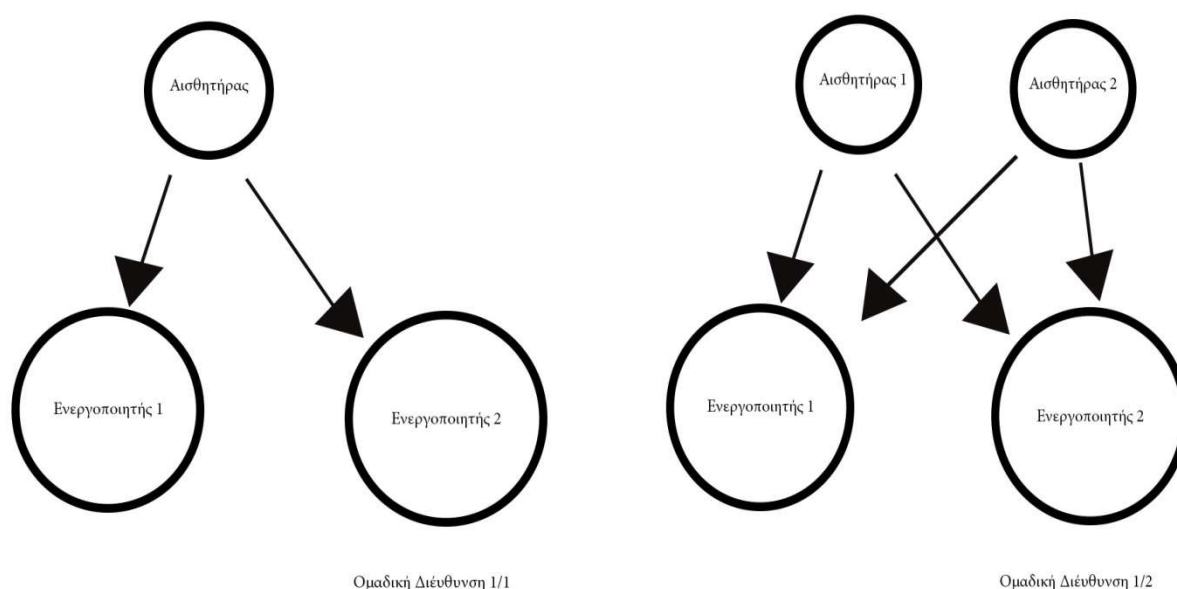 Αισθητήρας
Ενεργοποιητής 1
Ενεργοποιητής 2
Ομαδική Διέυθυνση 1/1
Αισθητήρας 1
Αισθητήρας 2
Ενεργοποιητής 1
Ενεργοποιητής 2
Ομαδική Διέυθυνση 1/2